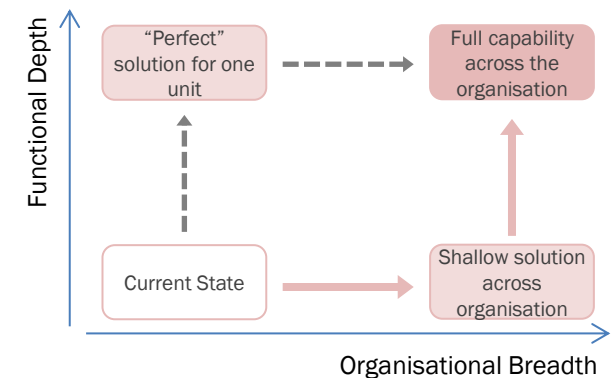 Functional Depth
“Perfect”
solution for one
unit
Full capability
across the
organisation
Current State
Shallow solution
across
organisation
Organisational Breadth